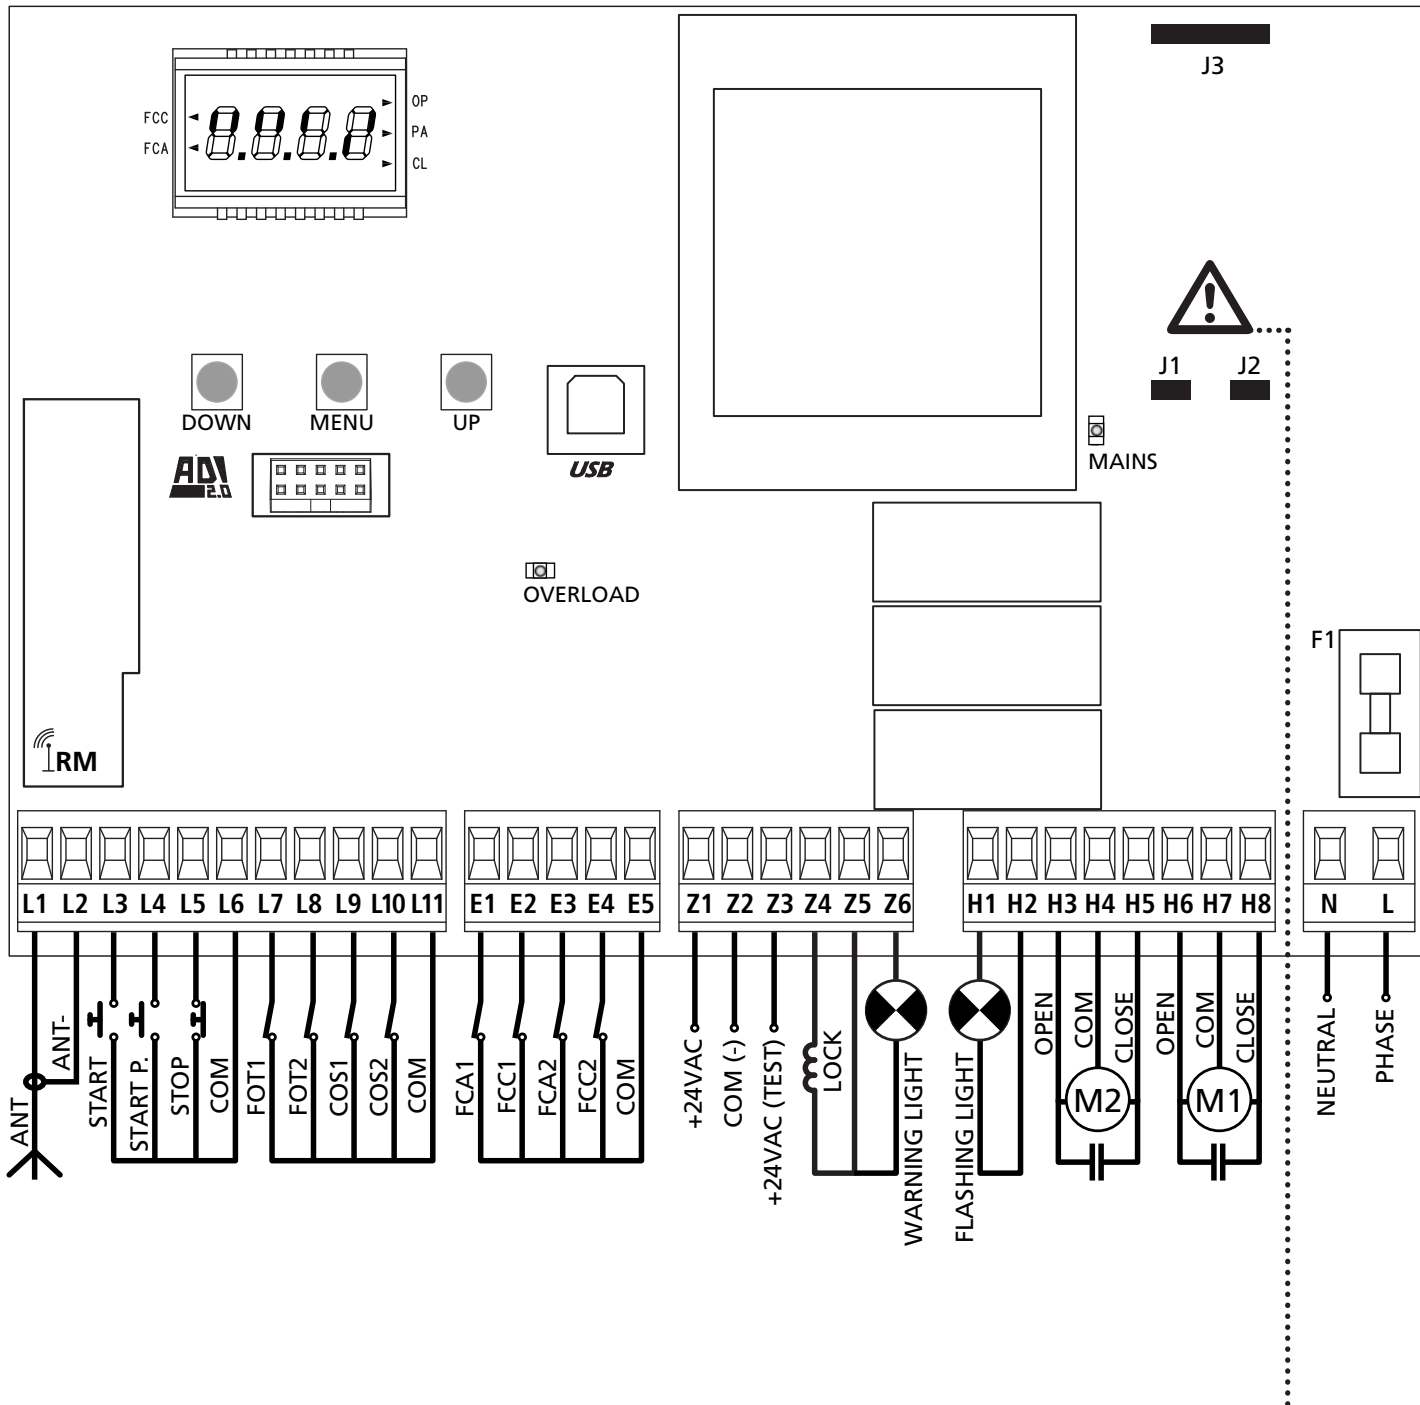 J3
FCC
FCA
8.8.8.8
OP
PA
CL
J1
J2
DOWN
MENU
UP
USB
MAINS
ADI
2.0
OVERLOAD
F1
RM
L1 L2 L3 L4 L5 L6 L7 L8 L9 L10 L11
E1 E2 E3 E4 E5
Z1 Z2 Z3 Z4 Z5 Z6
H1 H2 H3 H4 H5 H6 H7 H8
N L
ANT
ANT-
START
START P.
STOP
COM
FOT1
FOT2
COS1
COS2
COM
FCA1
FCC1
FCA2
FCC2
COM
+24VAC
COM (-)
+24VAC (TEST)
LOCK
WARNING LIGHT
FLASHING LIGHT
OPEN
COM
CLOSE
M2
OPEN
COM
CLOSE
M1
NEUTRAL
PHASE